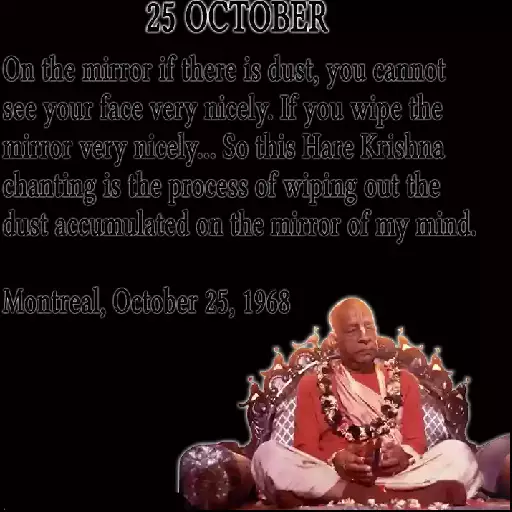 25 OCTOBER
On the mirror if there is dust, you cannot
see your face very nicely. If you wipe the
mirror very nicely... So this Hare Krishna
chanting is the process of wiping out the
dust accumulated on the mirror of my mind.
Montreal, October 25, 1968